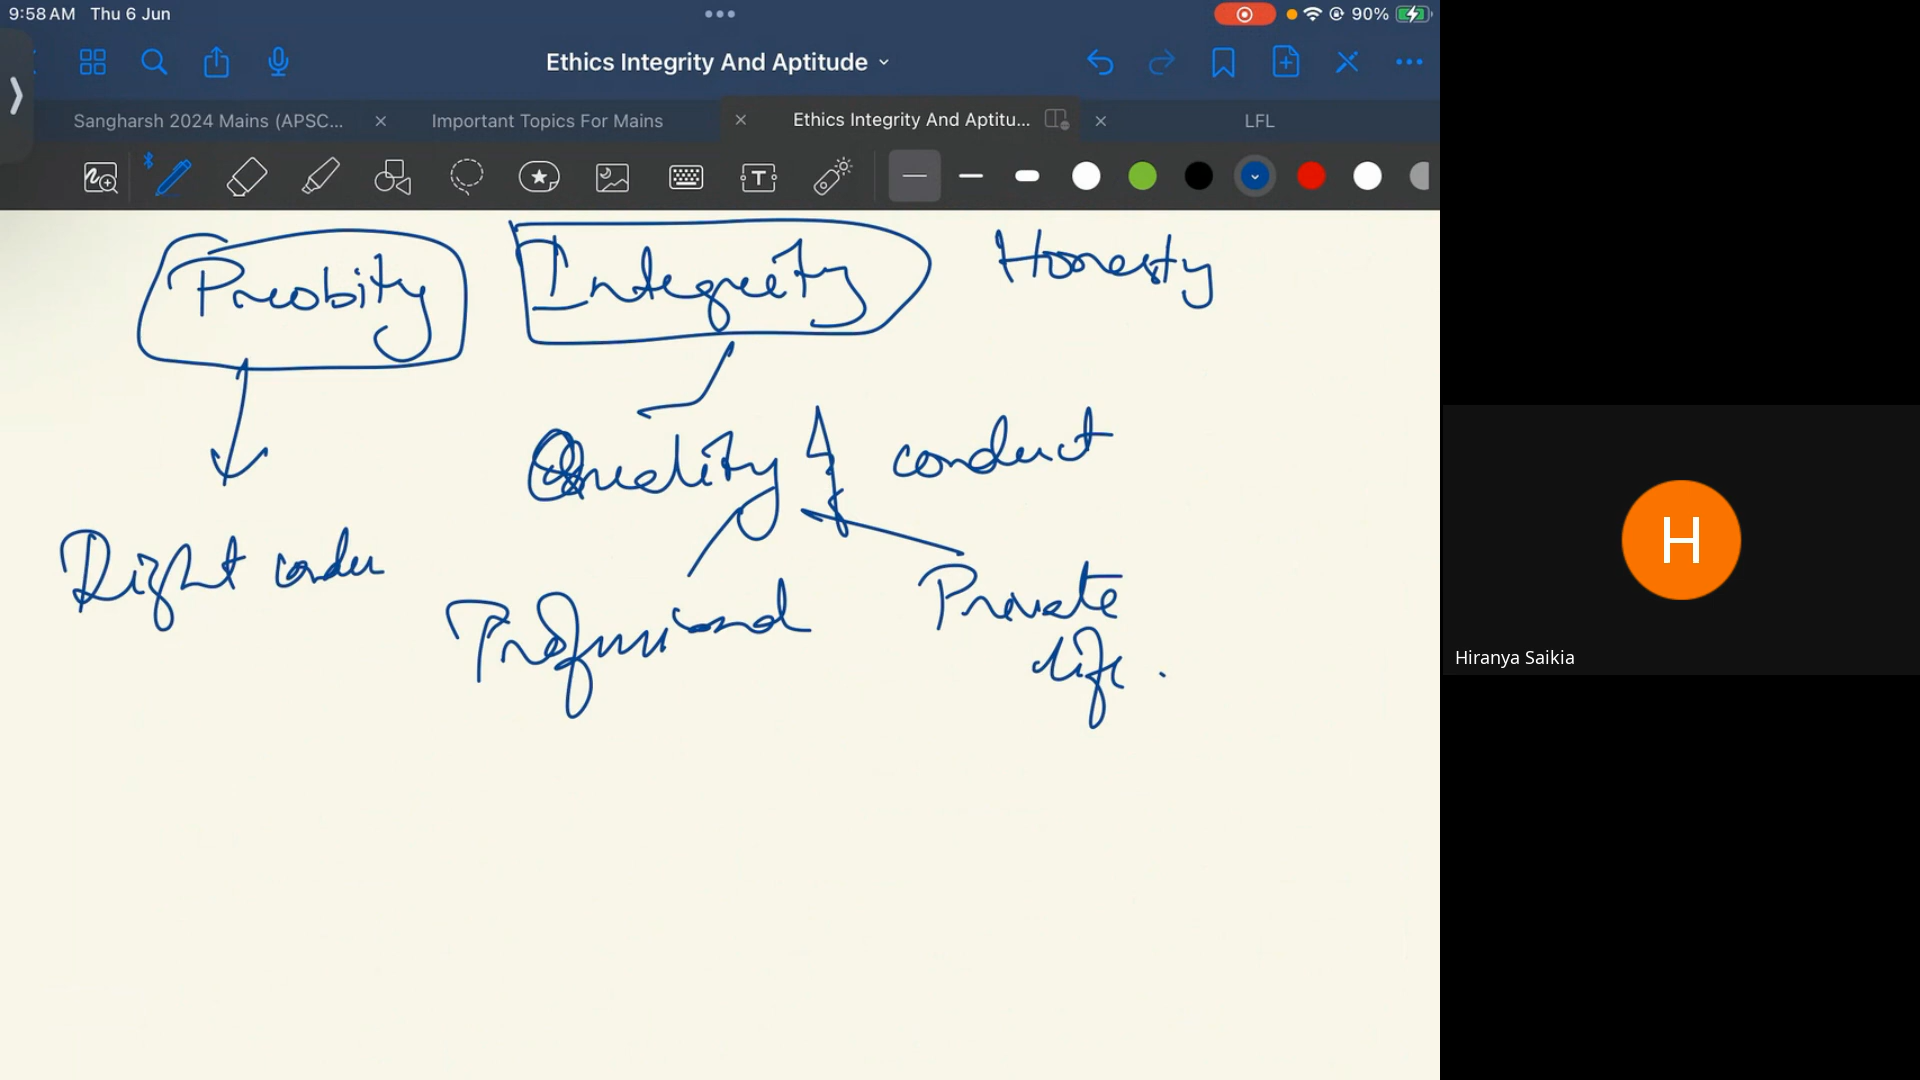 9:58 AM Thu 6 Jun
90%
Ethics Integrity And Aptitude
Sangharsh 2024 Mains (APSC...
Important Topics For Mains
Ethics Integrity And Aptitu...
LFL
T
Probity Integrity Honesty
Quality of conduct
Right
Professional Private
life.
H
Hiranya Saikia